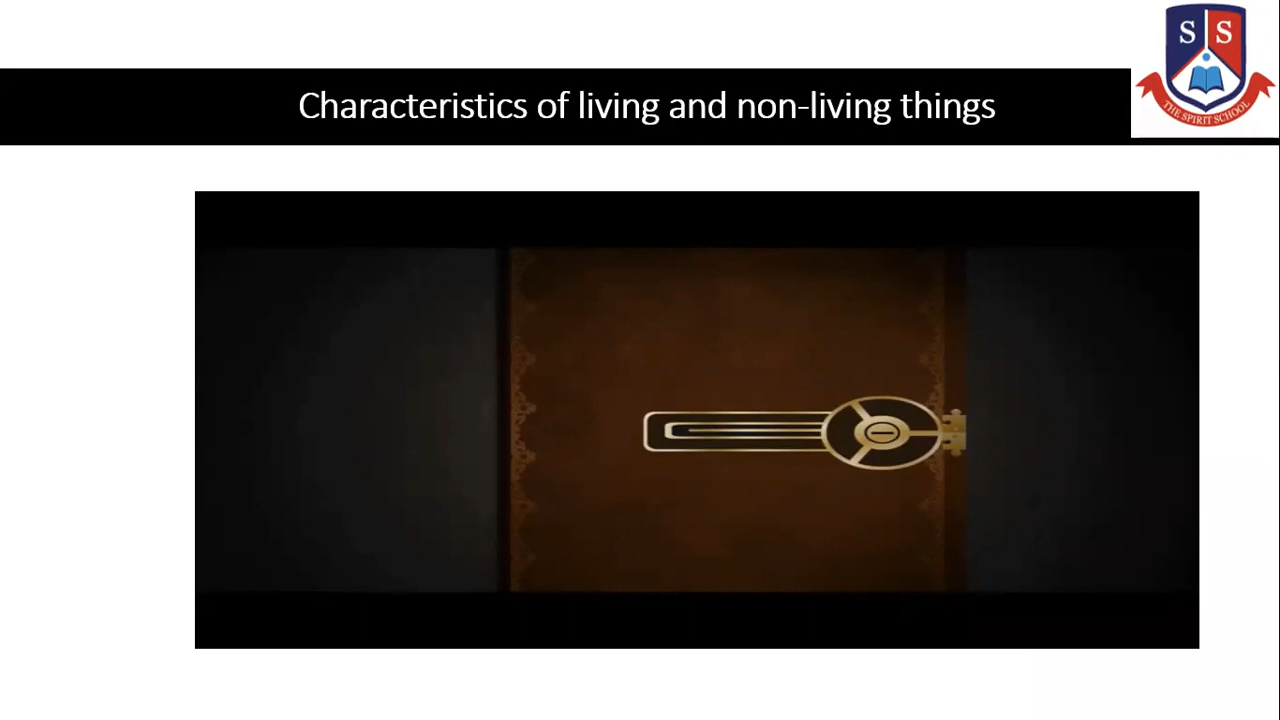 S S
Characteristics of living and non-living things
THE SPIRIT SCHOOL